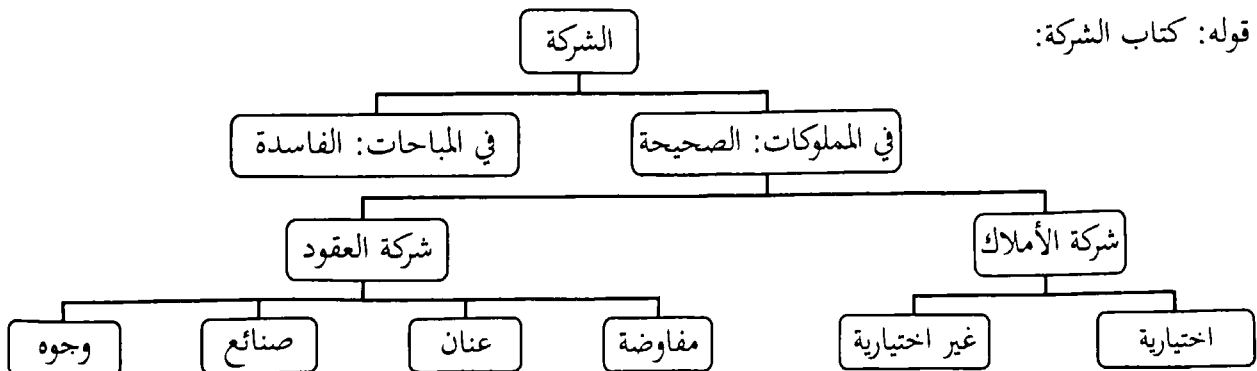 قوله: كتاب الشركة:
الشركة
في المملوكات: الصحيحة
في المباحات: الفاسدة
شركة الأملاك
شركة العقود
اختيارية
غير اختيارية
مفاوضة
عنان
صنائع
وجوه